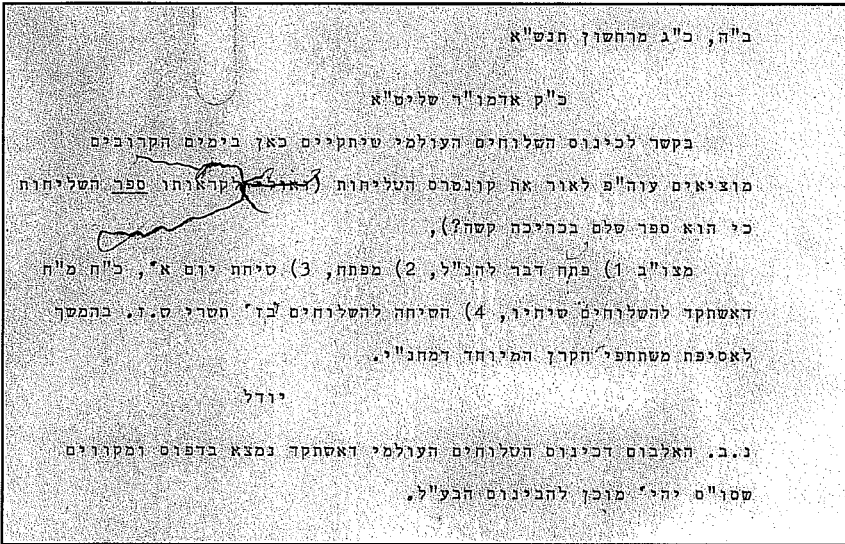 ב"ה, כ"ג מרחשון תנש"א
כ"ק אדמו"ר שליט"א
בקשר לכינוס השלוחים העולמי שיתקיים כאן בימים הקרובים
מוציאים עוה"פ לאור את קונטרס השליחות (לקראותו ספר השליחות
כי הוא ספר שלם בכריכה קשה?),
מצו"ב 1) פתח דבר להנ"ל, 2) מפתח, 3) שיחת יום א', כ"ח מ"ח
דאשתקד להשלוחים שיחיו, 4) השיחה להשלוחים בז' תשרי ש.ז. בהמשך
לאסיפת משתתפי הקרן המיוחד דמחנ"י.
יודל
נ.ב. האלבום דכינוס השלוחים העולמי דאשתקד נמצא בדפוס ומקווים
שסו"ס יהי' מוכן להכינוס הבע"ל.